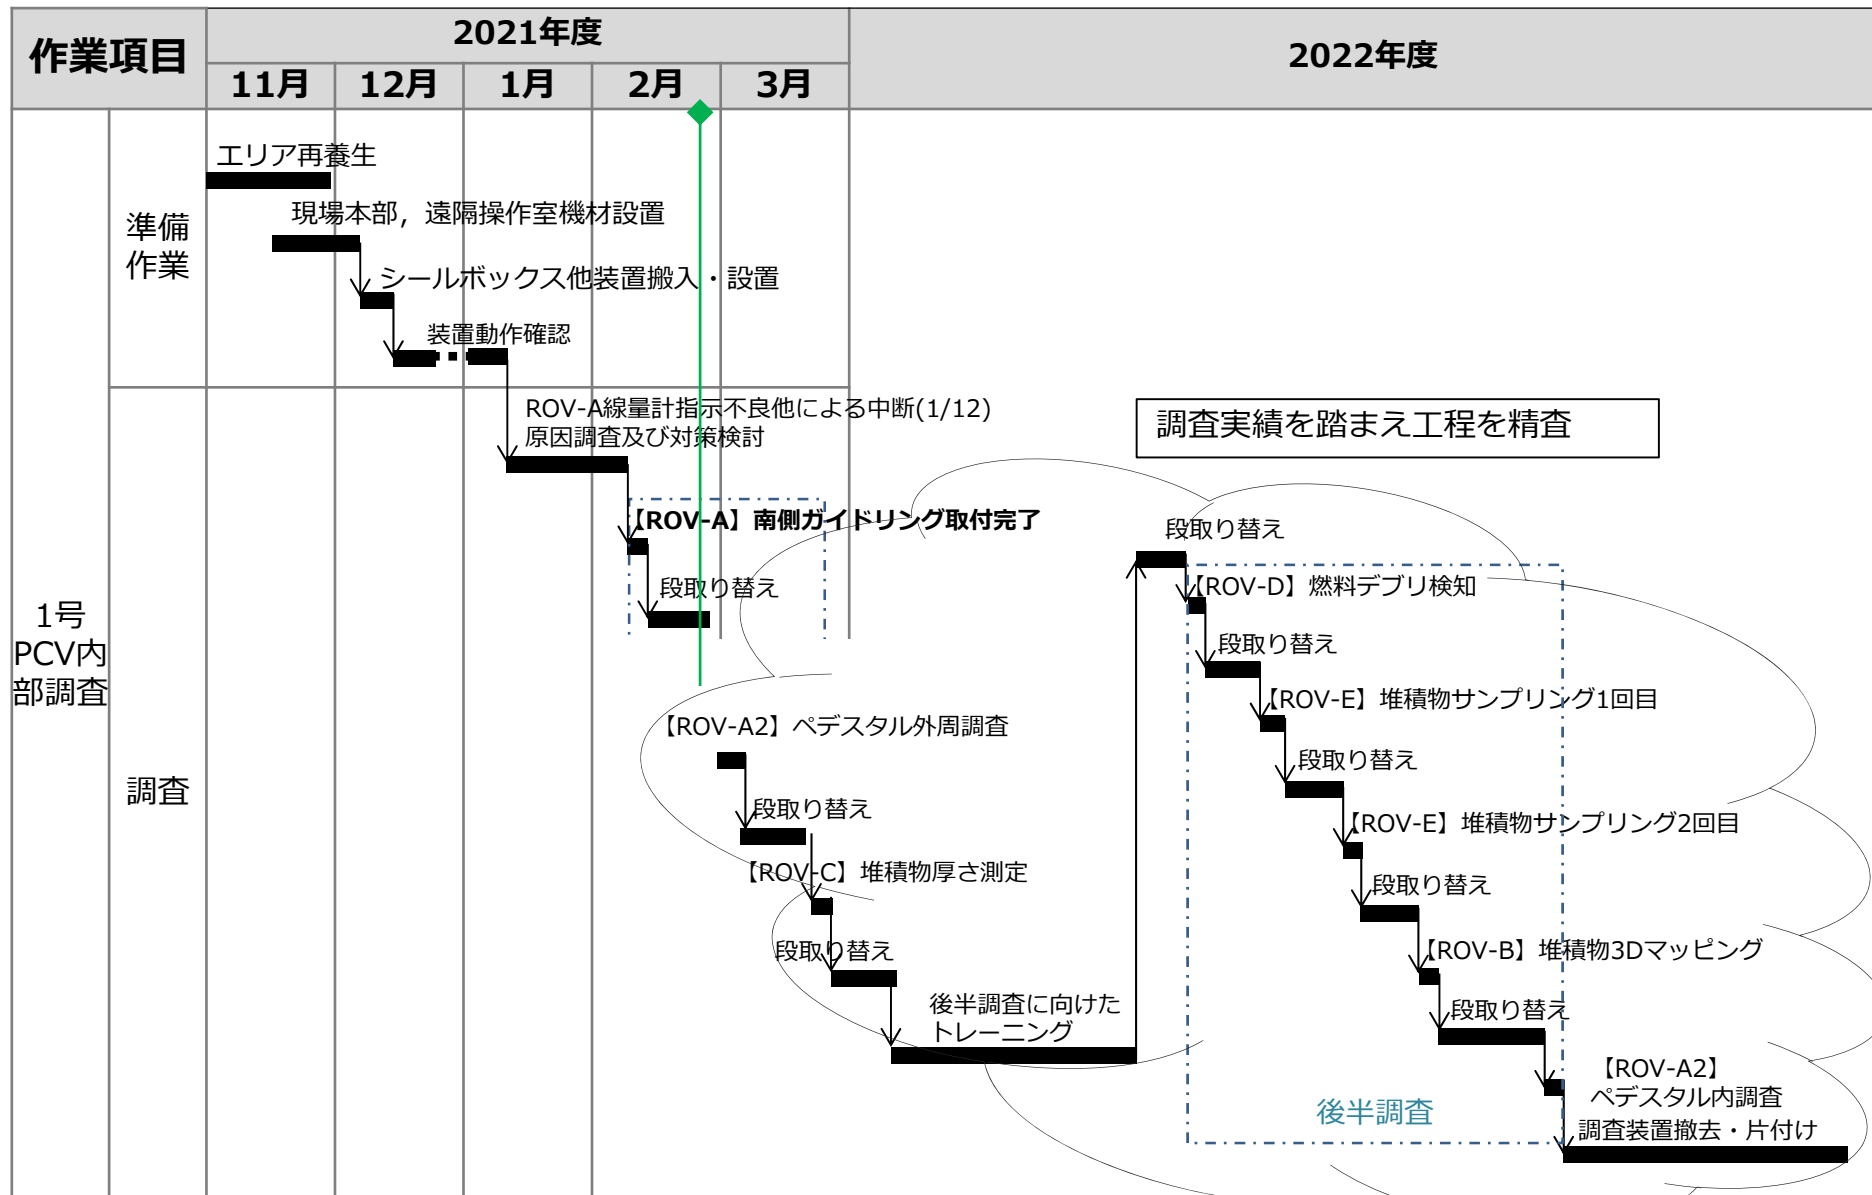 作業項目
2021年度
2022年度
11月
12月
1月
2月
3月
1号
PCV内
部調査
準備
作業
エリア再養生
現場本部，遠隔操作室機材設置
シールボックス他装置搬入・設置
装置動作確認
調査
ROV-A線量計指示不良他による中断(1/12)
原因調査及び対策検討
調査実績を踏まえ工程を精査
【ROV-A】南側ガイドリング取付完了
段取り替え
【ROV-A2】ペデスタル外周調査
段取り替え
【ROV-C】堆積物厚さ測定
段取り替え
後半調査に向けた
トレーニング
段取り替え
【ROV-D】燃料デブリ検知
段取り替え
【ROV-E】堆積物サンプリング1回目
段取り替え
【ROV-E】堆積物サンプリング2回目
段取り替え
【ROV-B】堆積物3Dマッピング
段取り替え
【ROV-A2】
ペデスタル内調査
後半調査
調査装置撤去・片付け